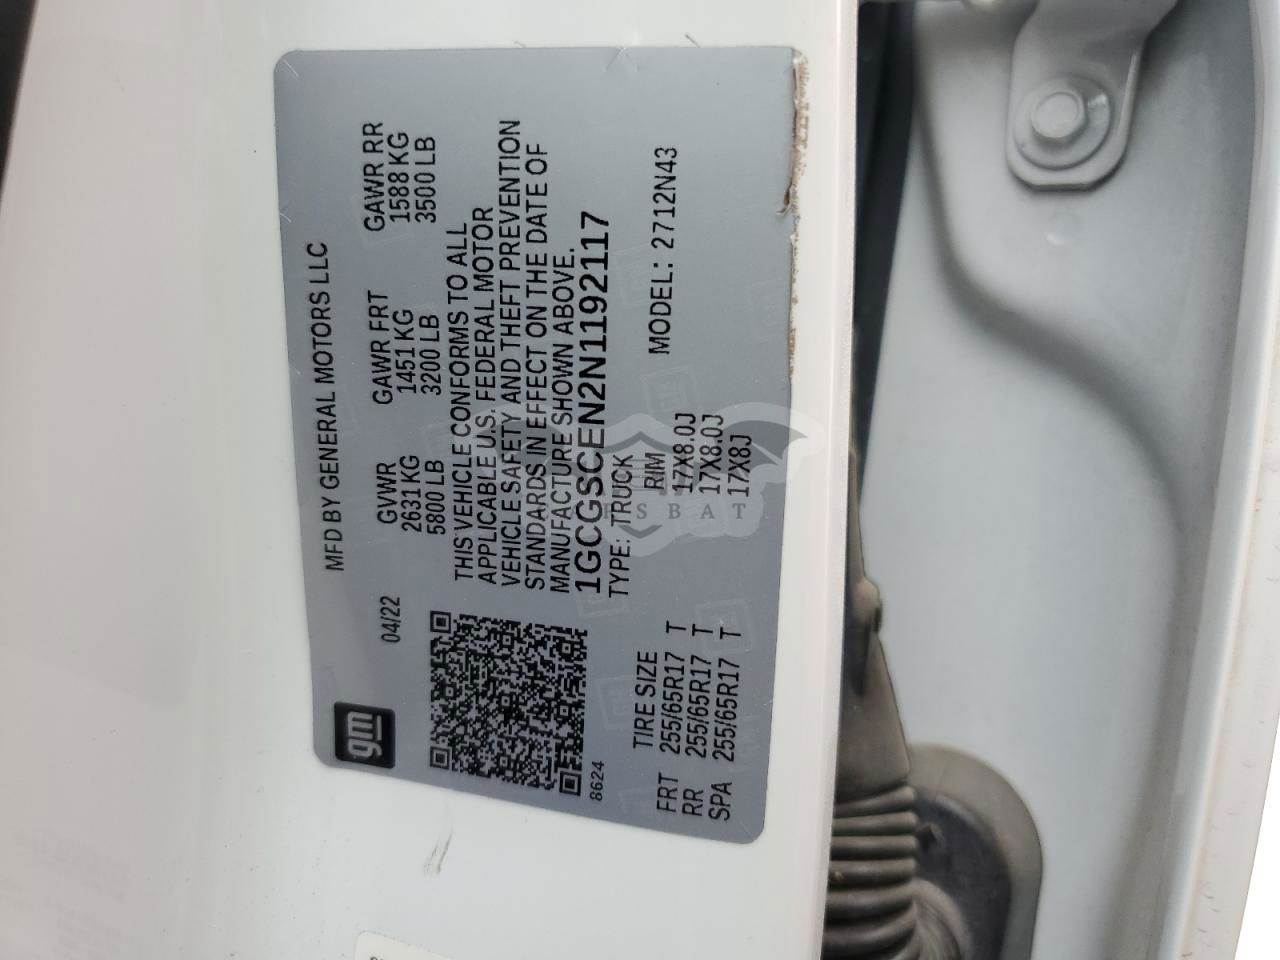 MFD BY GENERAL MOTORS LLC
04/22 GVWR GAWR FRT GAWR RR
2631 KG 1451 KG 1588 KG
5800 LB 3200 LB 3500 LB
THIS VEHICLE CONFORMS TO ALL
APPLICABLE U.S. FEDERAL MOTOR
VEHICLE SAFETY AND THEFT PREVENTION
STANDARDS IN EFFECT ON THE DATE OF
MANUFACTURE SHOWN ABOVE.
1GCGSCEN2N1192117
TYPE: TRUCK MODEL: 2712N43
gm
8624
TIRE SIZE RIM
FRT 255/65R17 T 17X8.0J
RR 255/65R17 T 17X8.0J
SPA 255/65R17 T 17X8J